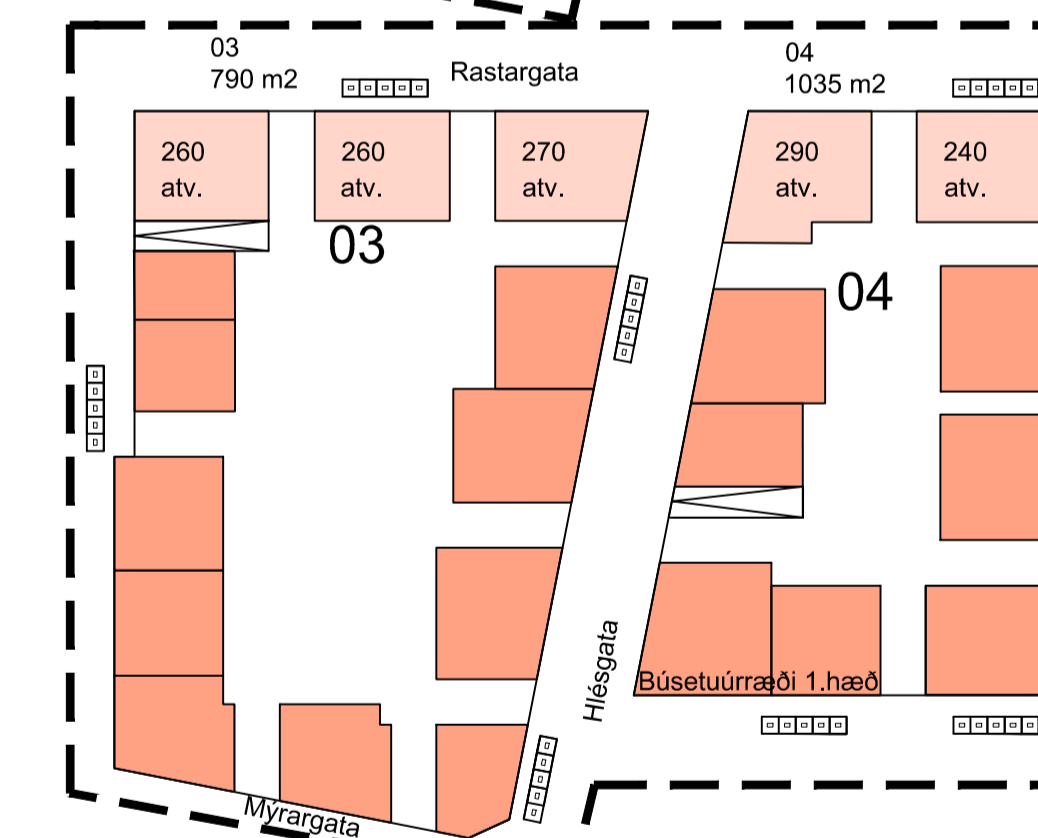 03
790 m2
Rastargata
04
1035 m2
260
atv.
260
atv.
270
atv.
290
atv.
240
atv.
03
04
Hlésgata
Búsetuúrræði 1.hæð
Mýrargata